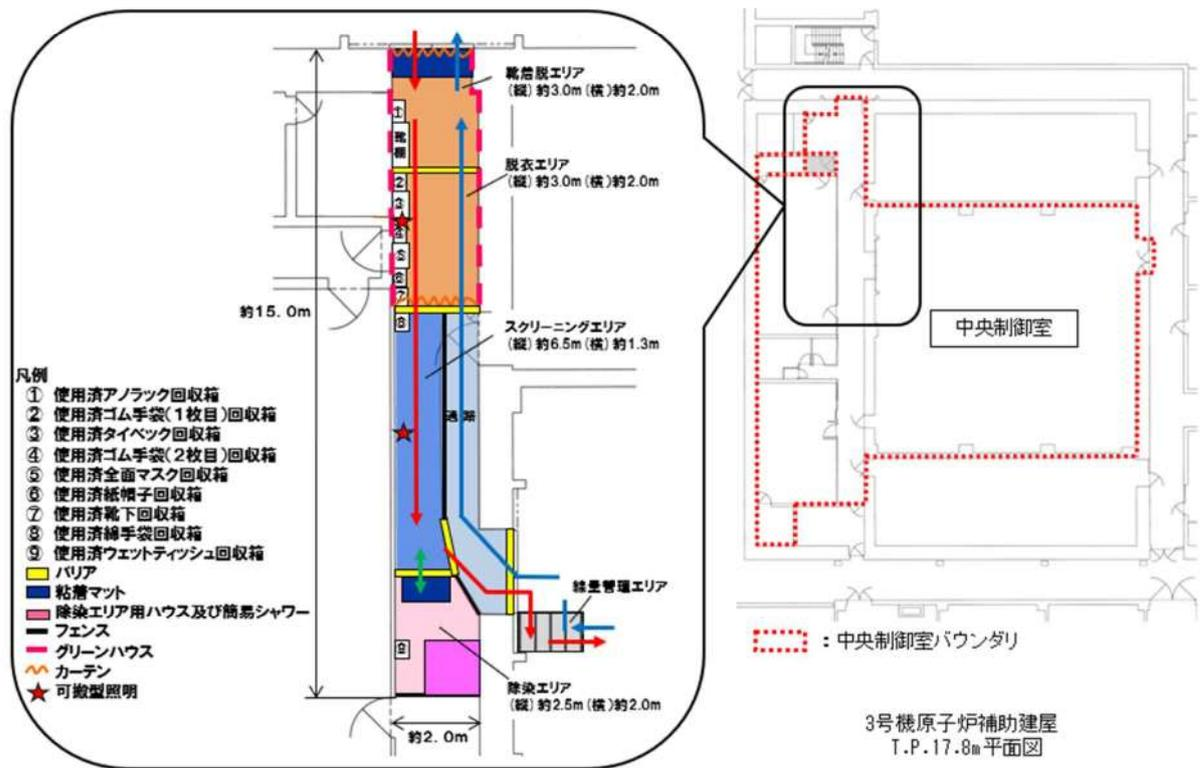 靴着脱エリア
(縦)約3.0m(横)約2.0m
脱衣エリア
(縦)約3.0m(横)約2.0m
スクリーニングエリア
(縦)約6.5m(横)約1.3m
線量管理エリア
除染エリア
(縦)約2.5m(横)約2.0m
約15.0m
約2.0m
①
靴棚
②
③
④
⑤
⑥
⑦
⑧
⑨
通路
凡例
① 使用済アノラック回収箱
② 使用済ゴム手袋(1枚目)回収箱
③ 使用済タイベック回収箱
④ 使用済ゴム手袋(2枚目)回収箱
⑤ 使用済全面マスク回収箱
⑥ 使用済紙帽子回収箱
⑦ 使用済靴下回収箱
⑧ 使用済綿手袋回収箱
⑨ 使用済ウェットティッシュ回収箱
バリア
粘着マット
除染エリア用ハウス及び簡易シャワー
フェンス
グリーンハウス
カーテン
可搬型照明
中央制御室
:中央制御室バウンダリ
3号機原子炉補助建屋
T.P.17.8m平面図